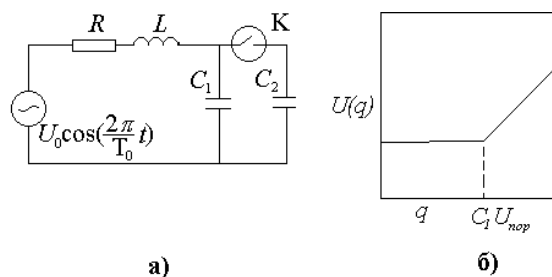 R L K
C₁ C₂
U₀cos(2π/T₀ t)
U(q)
q C₁U_пор
а) б)